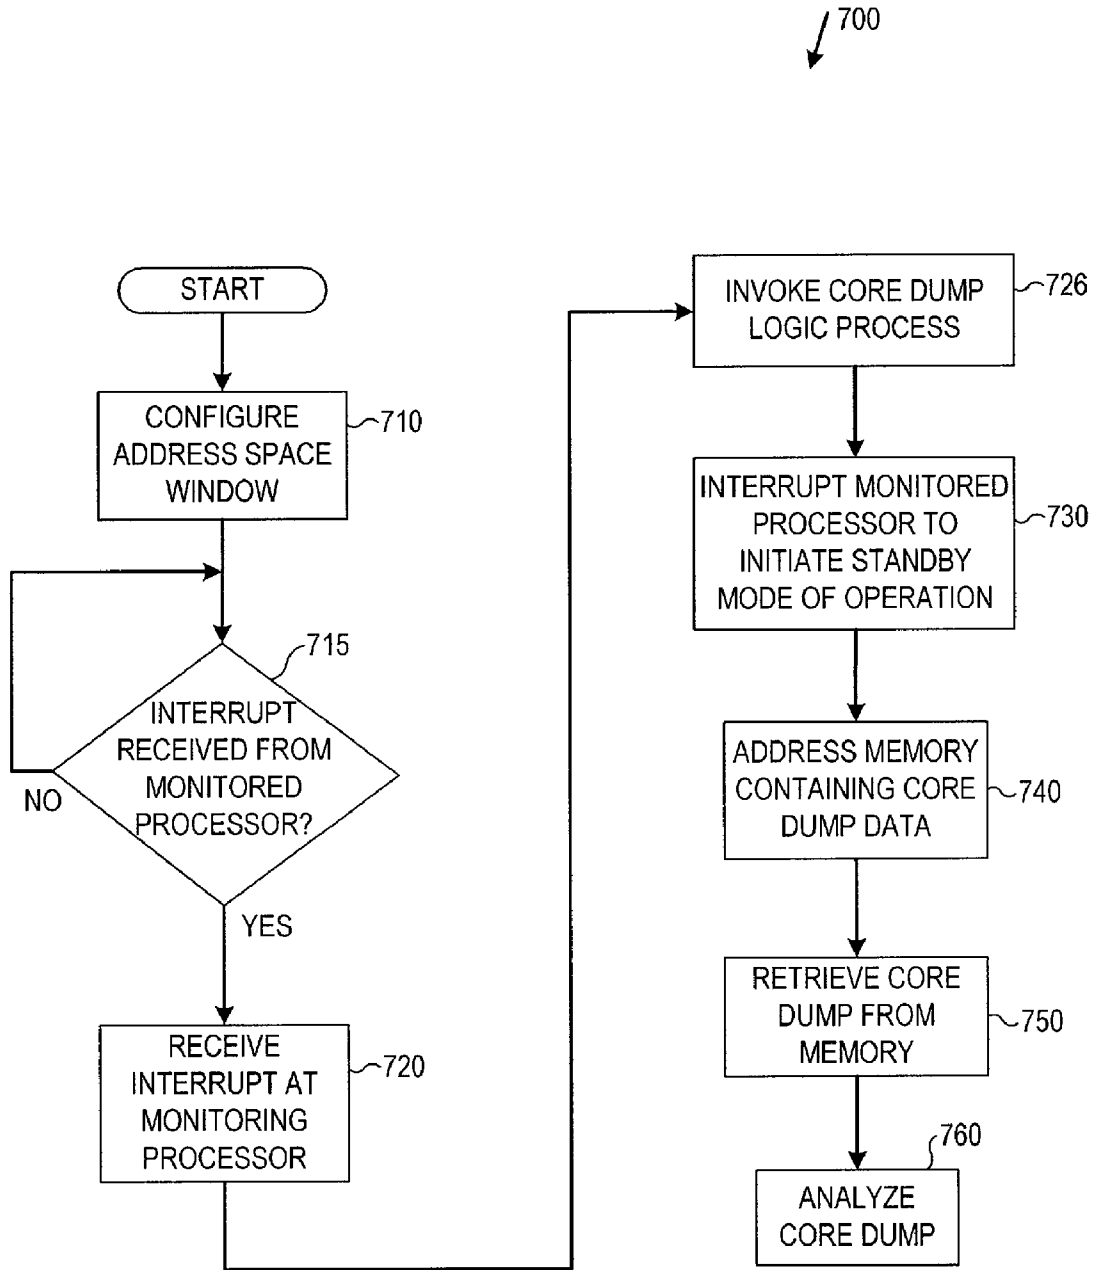 700
START
CONFIGURE
ADDRESS SPACE
WINDOW
710
715
INTERRUPT
RECEIVED FROM
MONITORED
PROCESSOR?
NO
YES
RECEIVE
INTERRUPT AT
MONITORING
PROCESSOR
720
INVOKE CORE DUMP
LOGIC PROCESS
726
INTERRUPT MONITORED
PROCESSOR TO
INITIATE STANDBY
MODE OF OPERATION
730
ADDRESS MEMORY
CONTAINING CORE
DUMP DATA
740
RETRIEVE CORE
DUMP FROM
MEMORY
750
760
ANALYZE
CORE DUMP